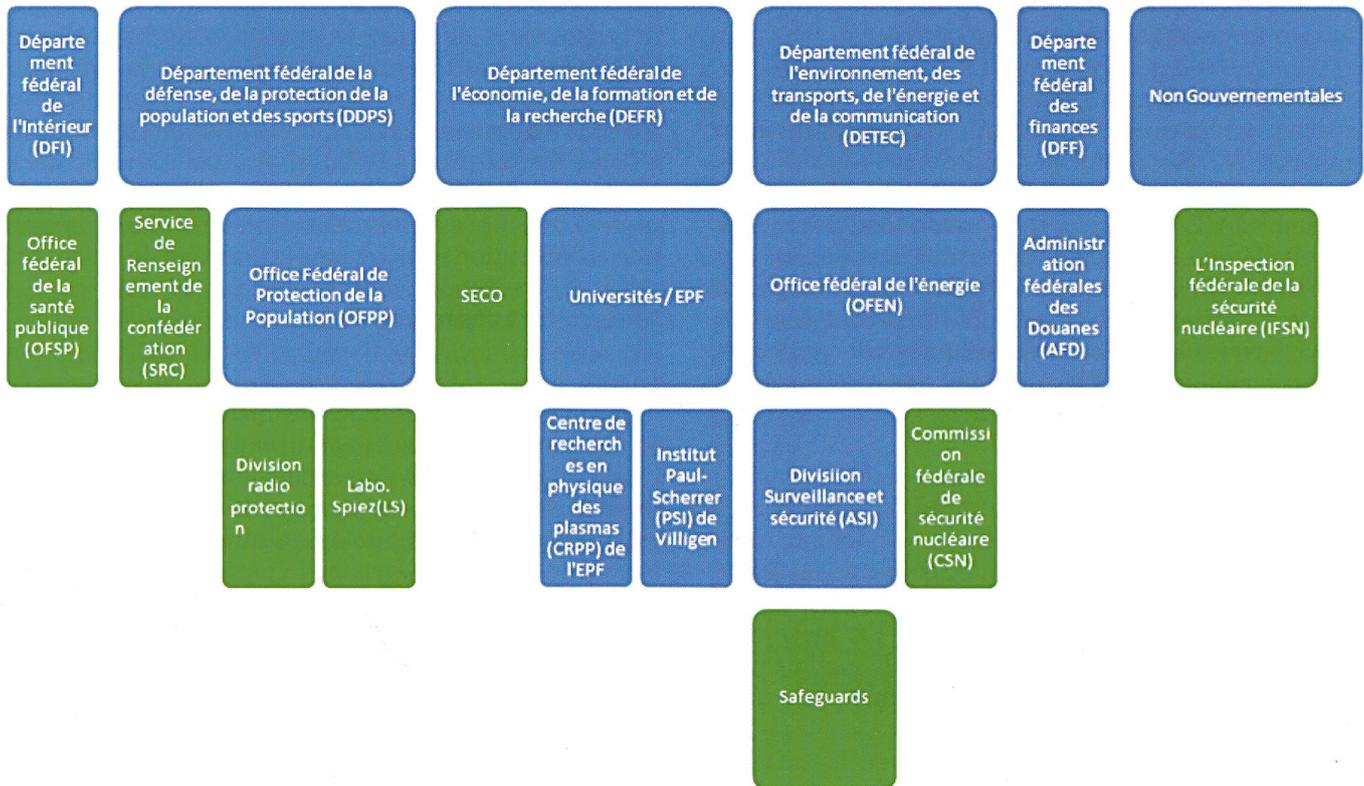 Départe
ment
fédéral
de
l'Intérieur
(DFI)
Département fédéral de la
défense, de la protection de la
population et des sports (DDPS)
Département fédéral de
l'économie, de la formation et de
la recherche (DEFR)
Département fédéral de
l'environnement, des
transports, de l'énergie et
de la communication
(DETEC)
Départe
ment
fédéral
des
finances
(DFF)
Non Gouvernementales
Office
fédéral
de la
santé
publique
(OFSP)
Service
de
Renseign
ement de
la
confédér
ation
(SRC)
Office Fédéral de
Protection de la
Population (OFPP)
SECO
Universités / EPF
Office fédéral de l'énergie
(OFEN)
Administr
ation
fédérales
des
Douanes
(AFD)
L'Inspection
fédérale de la
sécurité
nucléaire (IFSN)
Division
radio
protectio
n
Labo.
Spiez(LS)
Centre de
recherch
es en
physique
des
plasmas
(CRPP) de
l'EPF
Institut
Paul-
Scherrer
(PSI) de
Villigen
Divisiion
Surveillance et
sécurité (ASI)
Commissi
on
fédérale
de
sécurité
nucléaire
(CSN)
Safeguards